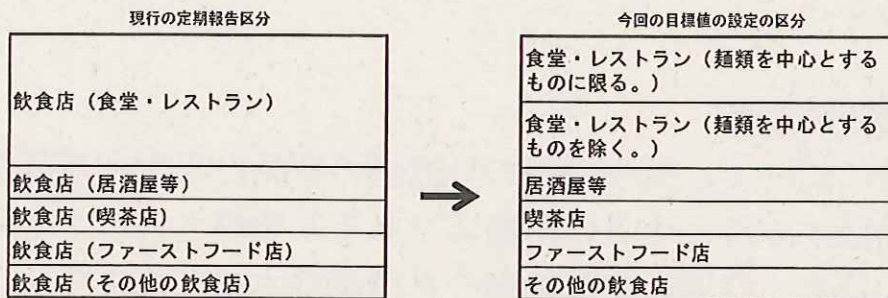 現行の定期報告区分
飲食店（食堂・レストラン）
飲食店（居酒屋等）
飲食店（喫茶店）
飲食店（ファーストフード店）
飲食店（その他の飲食店）
今回の目標値の設定の区分
食堂・レストラン（麺類を中心とする
ものに限る。）
食堂・レストラン（麺類を中心とする
ものを除く。）
居酒屋等
喫茶店
ファーストフード店
その他の飲食店